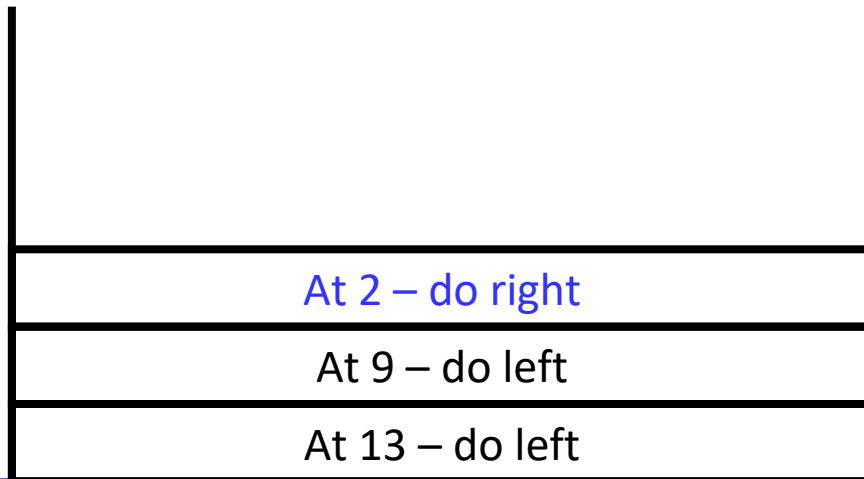 At 2 – do right
At 9 – do left
At 13 – do left